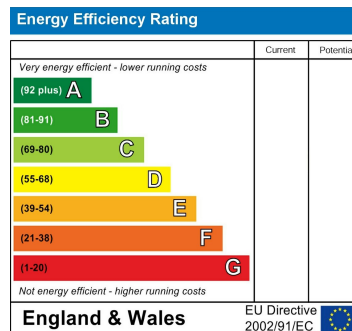 Energy Efficiency Rating
Current Potential
Very energy efficient - lower running costs
(92 plus) A
(81-91) B
(69-80) C
(55-68) D
(39-54) E
(21-38) F
(1-20) G
Not energy efficient - higher running costs
England & Wales
EU Directive
2002/91/EC